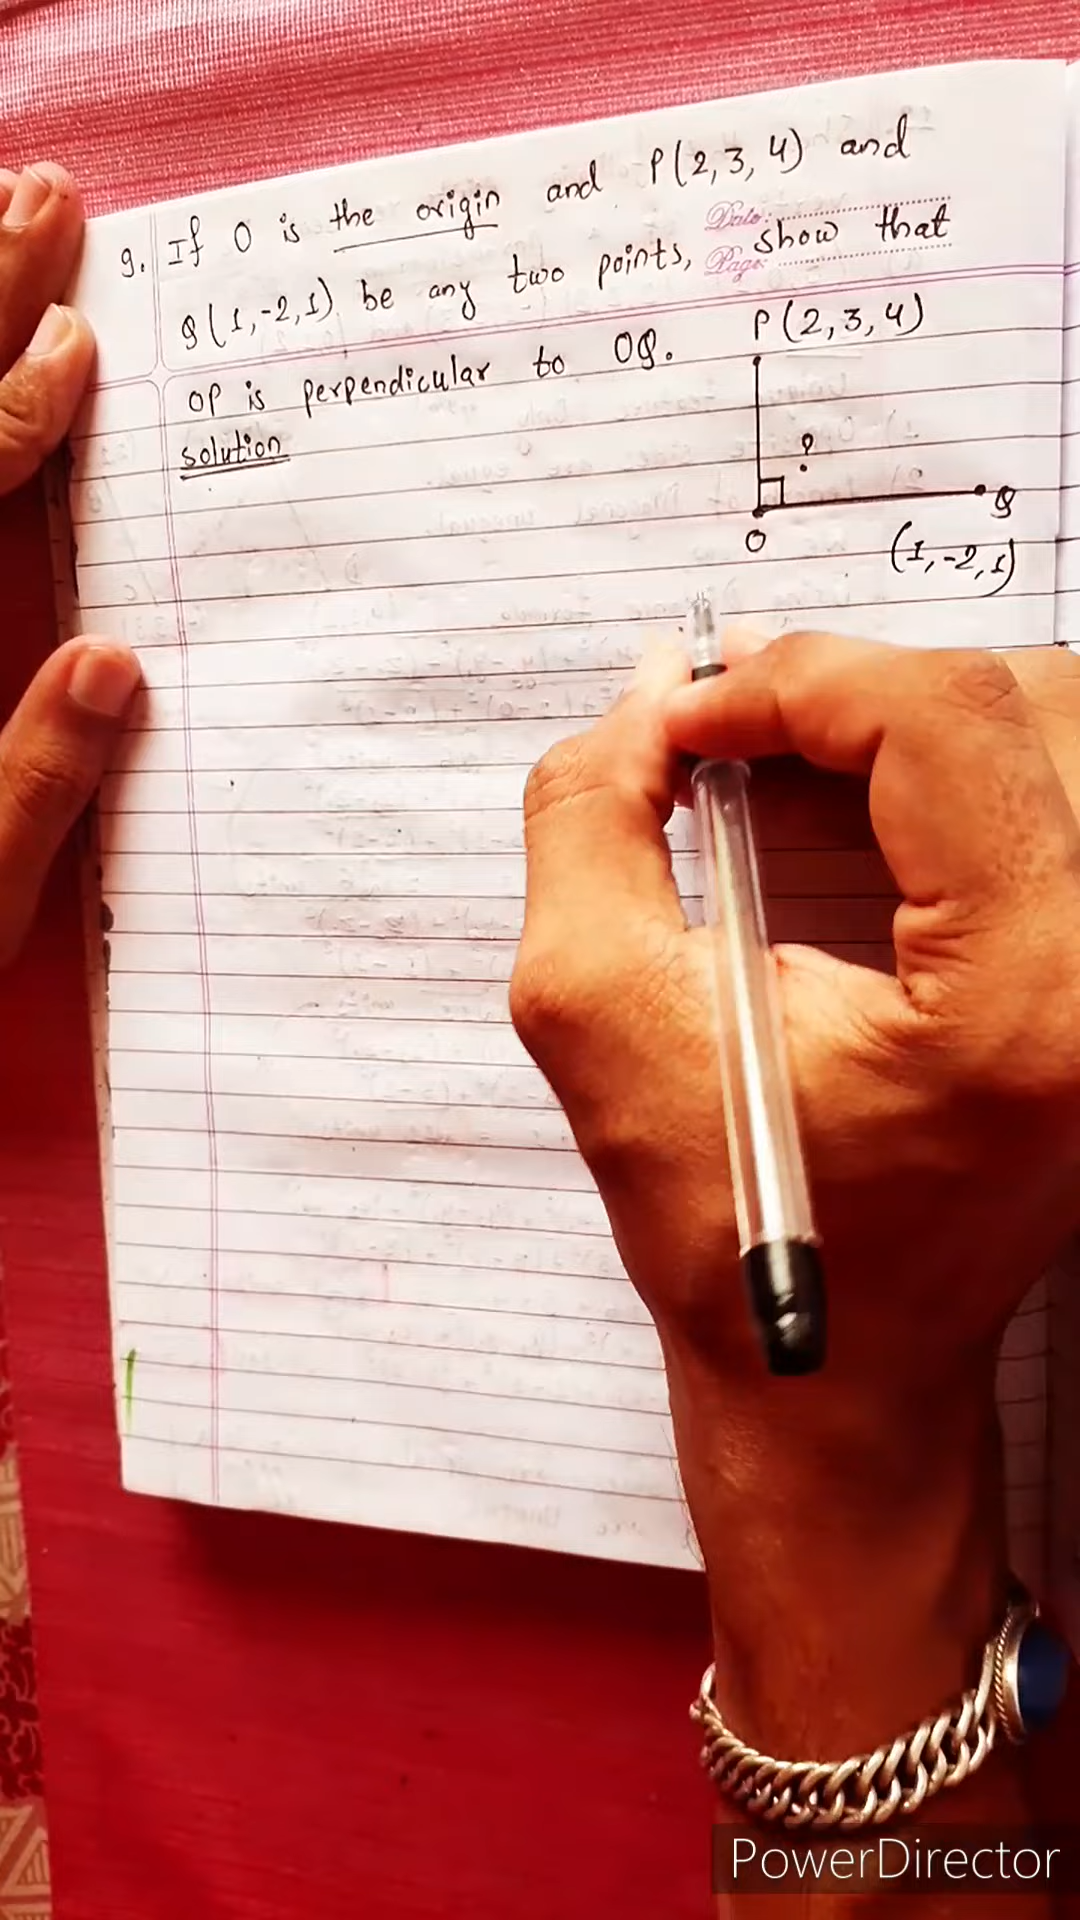 9. If O is the origin and P(2,3,4) and
Q(1,-2,1) be any two points, show that
Date:
Page:
OP is perpendicular to OQ.
solution
P(2,3,4)
?
O
Q
(1,-2,1)
PowerDirector